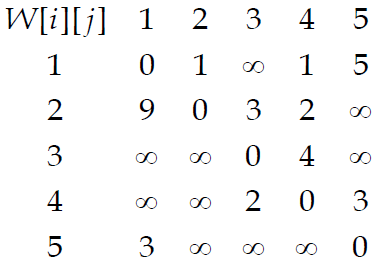 W[i][j] 1 2 3 4 5
1 0 1 ∞ 1 5
2 9 0 3 2 ∞
3 ∞ ∞ 0 4 ∞
4 ∞ ∞ 2 0 3
5 3 ∞ ∞ ∞ 0